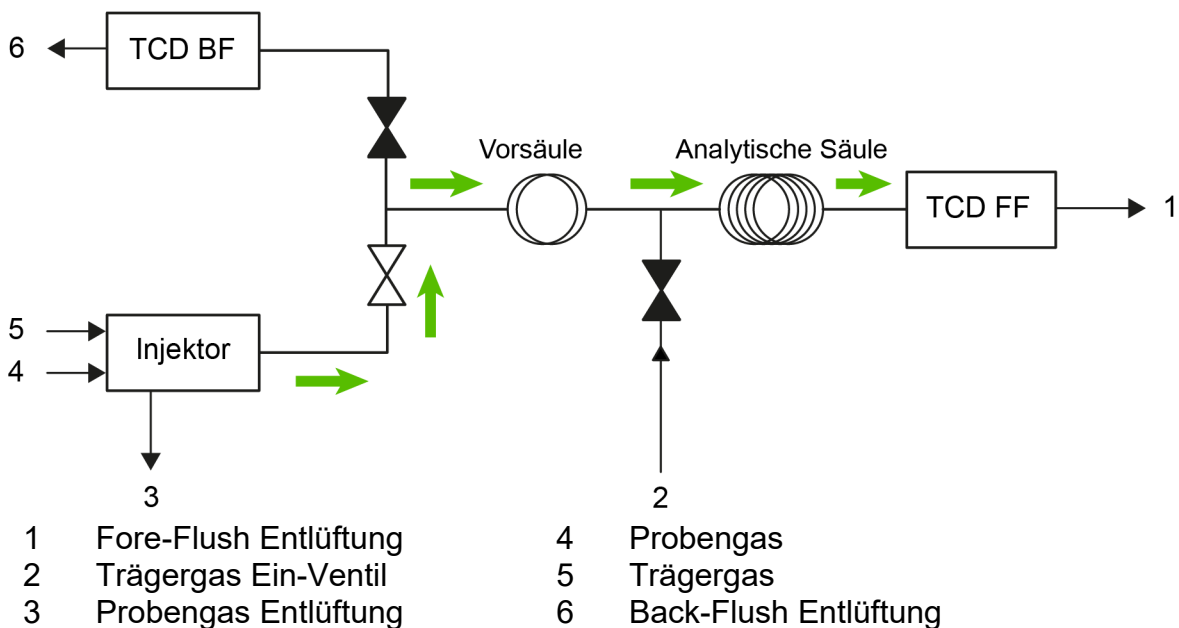 6
TCD BF
Vorsäule
Analytische Säule
TCD FF
1
5
Injektor
4
3
2
1 Fore-Flush Entlüftung
2 Trägergas Ein-Ventil
3 Probengas Entlüftung
4 Probengas
5 Trägergas
6 Back-Flush Entlüftung